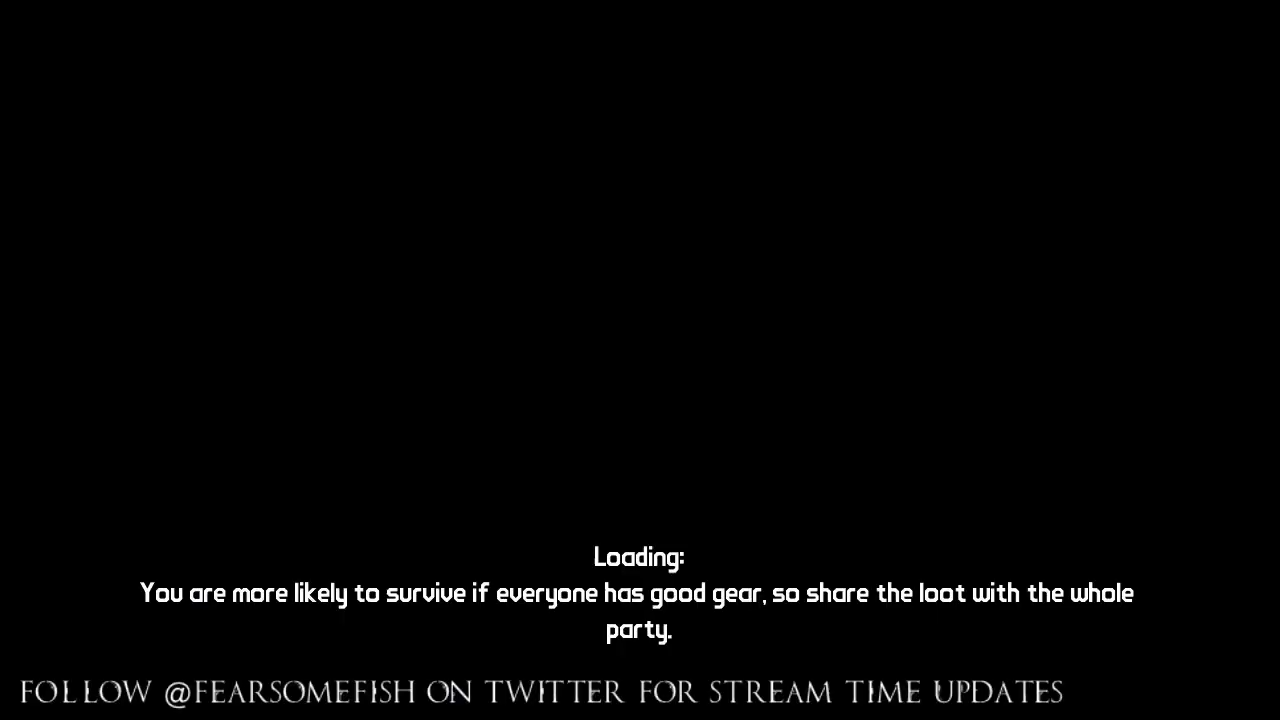 Loading:
You are more likely to survive if everyone has good gear, so share the loot with the whole
party.
FOLLOW @FEARSOMEFISH ON TWITTER FOR STREAM TIME UPDATES